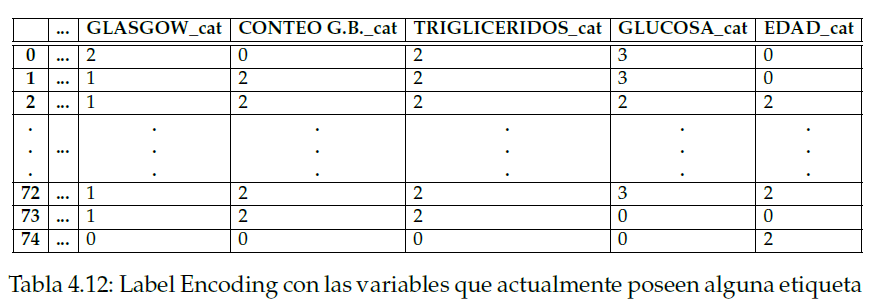 ... GLASGOW_cat CONTEO G.B._cat TRIGLICERIDOS_cat GLUCOSA_cat EDAD_cat
0 ... 2 0 2 3 0
1 ... 1 2 2 3 0
2 ... 1 2 2 2 2
. . . . . .
. ... . . . . .
. . . . . .
72 ... 1 2 2 3 2
73 ... 1 2 2 0 0
74 ... 0 0 0 0 2
Tabla 4.12: Label Encoding con las variables que actualmente poseen alguna etiqueta